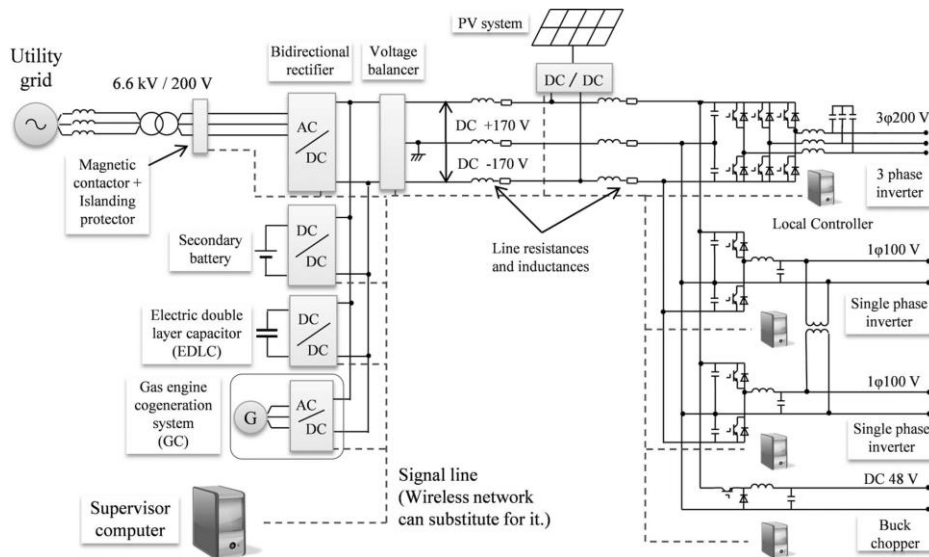 PV system
Utility
grid
6.6 kV / 200 V
Bidirectional
rectifier
Voltage
balancer
DC / DC
AC
DC
DC +170 V
DC -170 V
3φ200 V
3 phase
inverter
Magnetic
contactor +
Islanding
protector
Local Controller
Line resistances
and inductances
Secondary
battery
DC
DC
1φ100 V
Single phase
inverter
Electric double
layer capacitor
(EDLC)
DC
DC
Gas engine
cogeneration
system
(GC)
G
AC
DC
1φ100 V
Single phase
inverter
Signal line
(Wireless network
can substitute for it.)
DC 48 V
Buck
chopper
Supervisor
computer